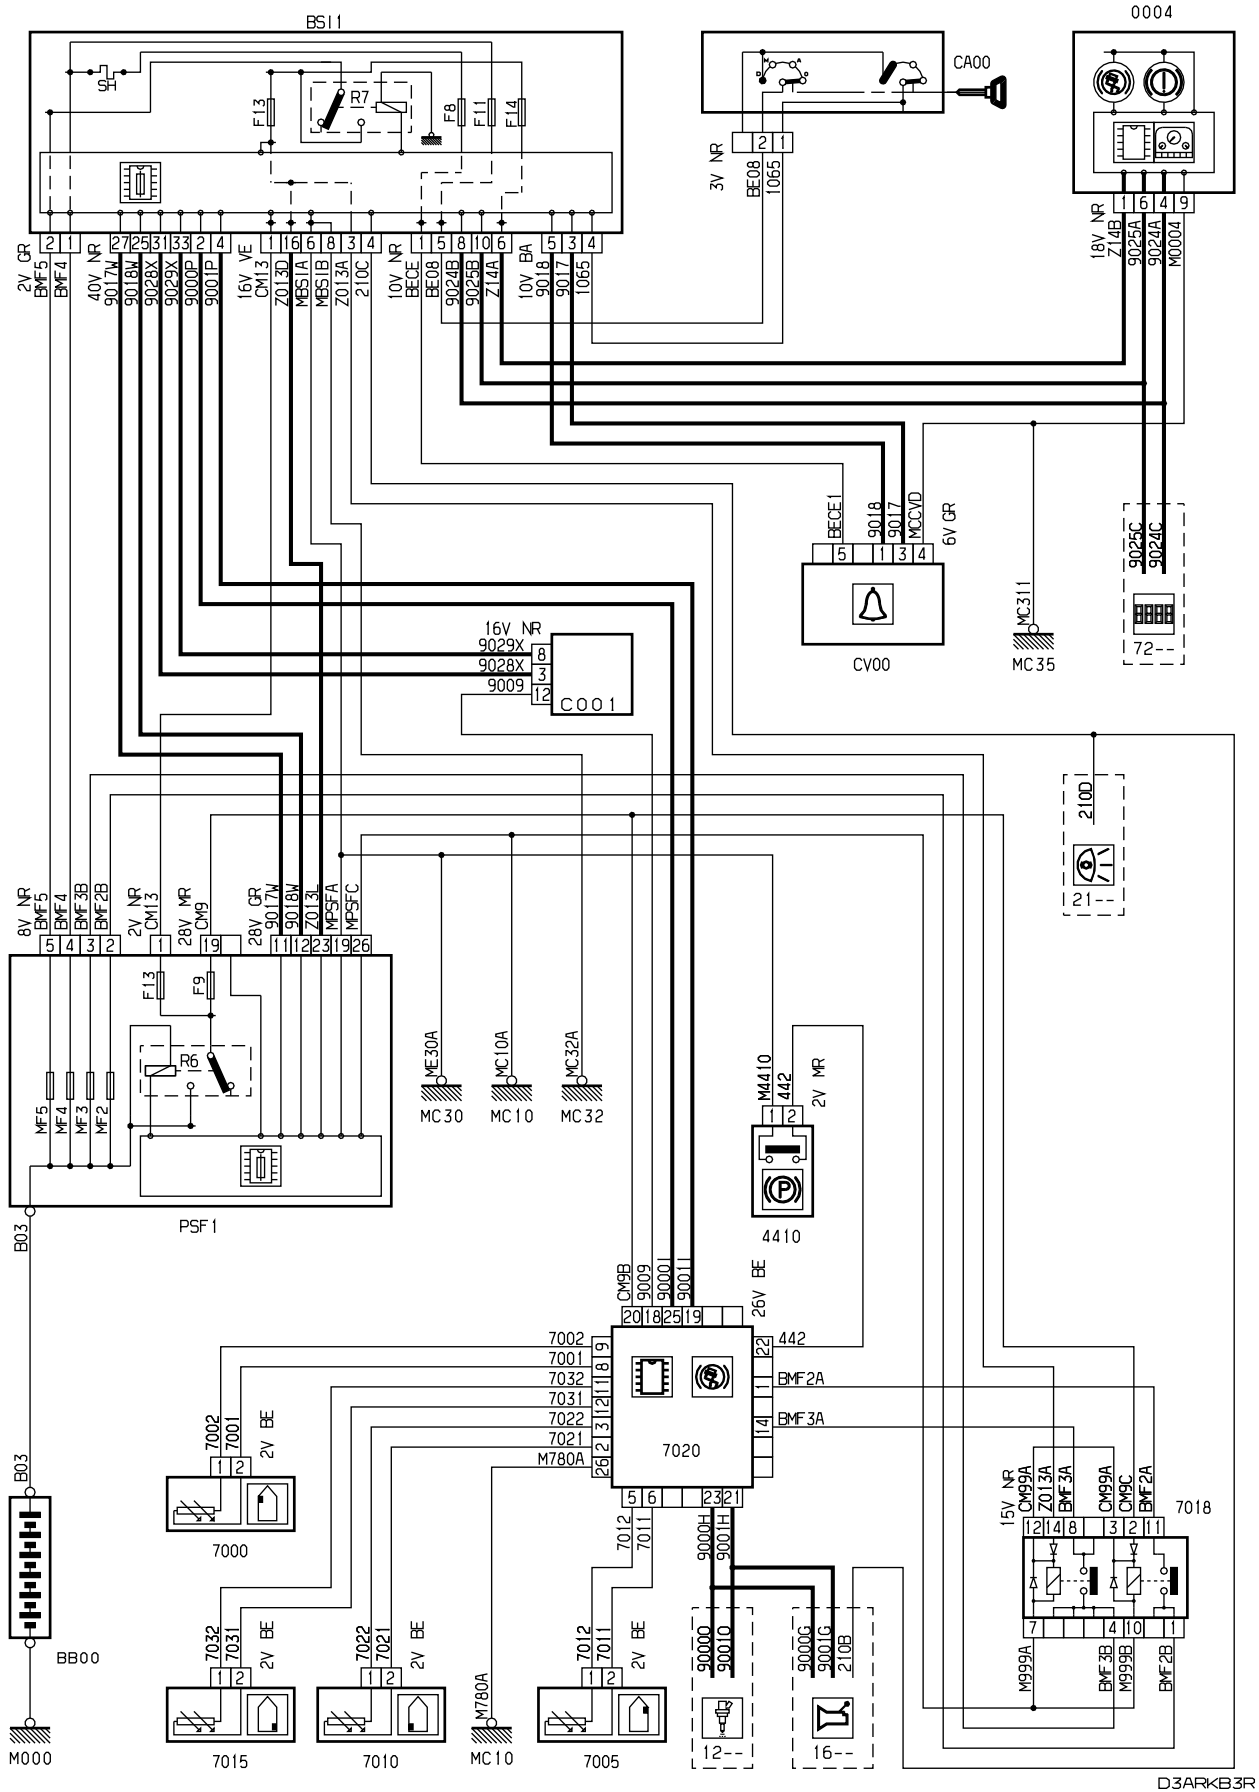 BSI1
0004
SH
F13
R7
F8
F11
F14
M
A
D
CA00
2V GR
2
1
BMF5
BMF4
40V NR
27
25
31
33
2
4
9017W
9018W
9028X
9029X
9000P
9001P
16V VE
1
16
6
8
3
4
CM13
Z013D
MBSIA
MBSIB
Z013A
210C
10V NR
1
5
8
10
6
BECE
BE08
9024B
9025B
Z14A
10V BA
5
3
4
9018
9017
1065
3V NR
2
1
BE08
1065
18V NR
1
6
4
9
Z14B
9025A
9024A
M0004
BECE1
9018
9017
MCCVD
6V GR
5
1
3
4
CV00
MC311
MC35
9025C
9024C
72--
16V NR
9029X
8
9028X
3
9009
12
C001
210D
21--
8V NR
BMF5
BMF4
BMF3B
BMF2B
2V NR
CM13
28V MR
CM9
28V GR
9017W
9018W
Z013L
MPSFA
MPSFC
5
4
3
2
1
19
11
12
23
19
26
F13
F9
R6
MF5
MF4
MF3
MF2
PSF1
B03
ME30A
MC10A
MC32A
MC30
MC10
MC32
M4410
442
2V MR
1
2
P
4410
CM9B
9009
9000I
9001I
26V BE
20
18
25
19
7002
9
7001
8
7032
11
7031
12
7022
3
7021
2
M780A
26
22
442
1
BMF2A
14
BMF3A
7020
5
6
23
21
7012
7011
9000H
9001H
7002
7001
2V BE
1
2
7000
B03
BB00
M000
7032
7031
2V BE
1
2
7015
7022
7021
2V BE
1
2
7010
M780A
MC10
7012
7011
2V BE
1
2
7005
9000O
9001O
12--
9000G
9001G
210B
16--
15V NR
CM99A
Z013A
BMF3A
CM99A
CM9C
BMF2A
12
14
8
3
2
11
7018
7
4
10
1
M999A
BMF3B
M999B
BMF2B
D3ARKB3R